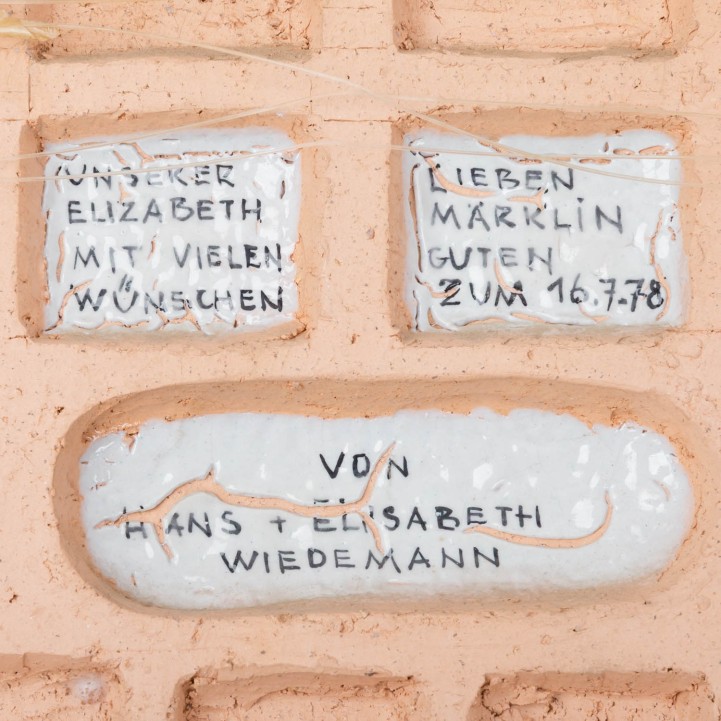 UNSERER LIEBEN
ELIZABETH MÄRKLIN
MIT VIELEN GUTEN
WÜNSCHEN ZUM 16.7.78
VON
HANS + ELISABETH
WIEDEMANN